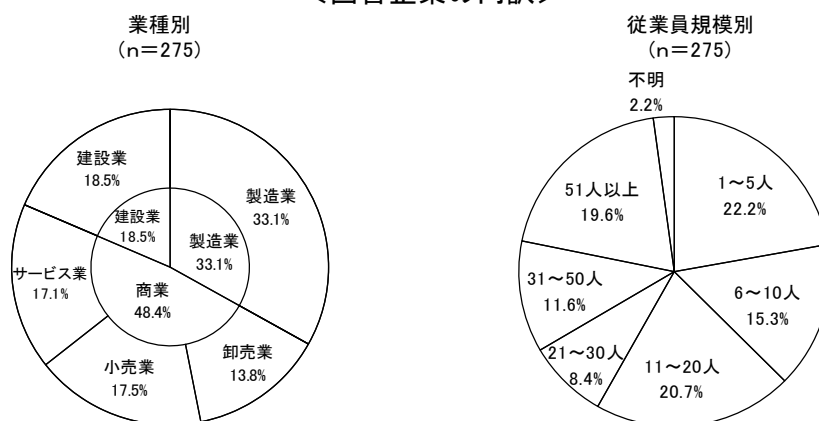 業種別
（n＝275）
建設業
18.5%
製造業
33.1%
建設業
18.5%
製造業
33.1%
サービス業
17.1%
商業
48.4%
小売業
17.5%
卸売業
13.8%
従業員規模別
（n＝275）
不明
2.2%
51人以上
19.6%
1～5人
22.2%
31～50人
11.6%
6～10人
15.3%
21～30人
8.4%
11～20人
20.7%